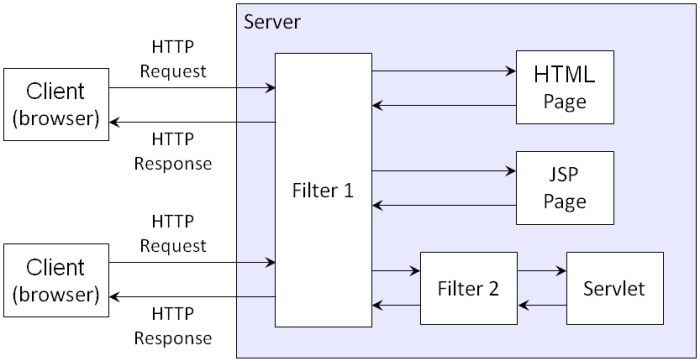 Server
HTTP
Request
Client
(browser)
HTTP
Response
Filter 1
HTML
Page
JSP
Page
HTTP
Request
Client
(browser)
HTTP
Response
Filter 2
Servlet